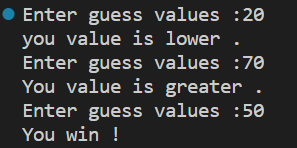 Enter guess values :20
you value is lower .
Enter guess values :70
You value is greater .
Enter guess values :50
You win !